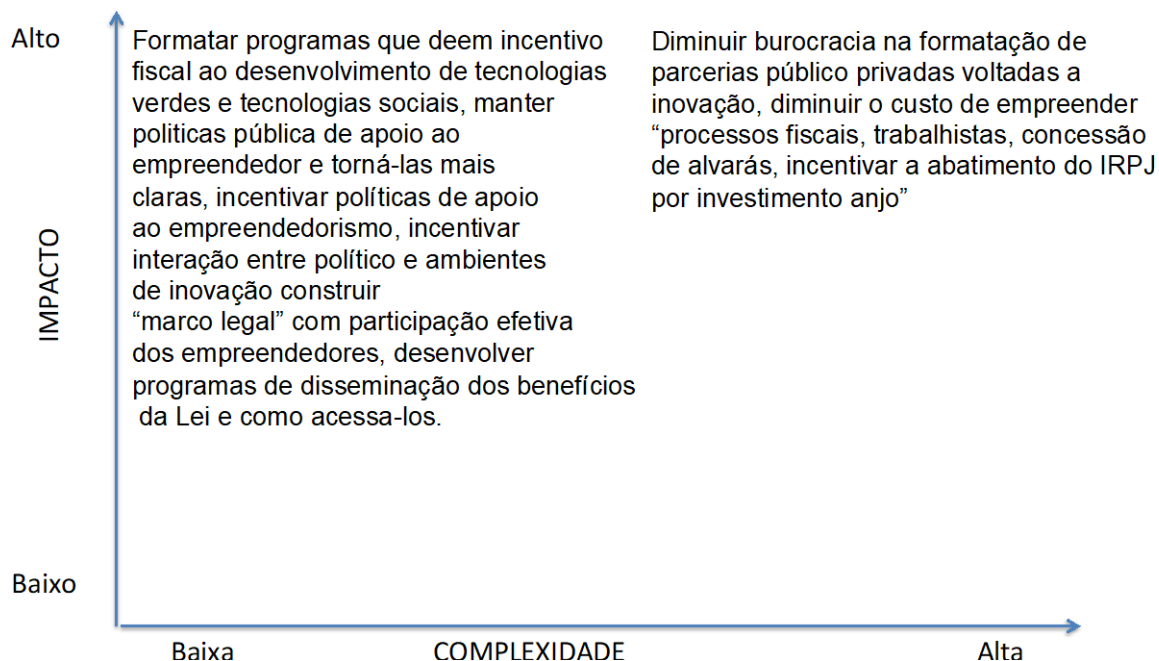 Alto
Formatar programas que deem incentivo
fiscal ao desenvolvimento de tecnologias
verdes e tecnologias sociais, manter
politicas pública de apoio ao
empreendedor e torná-las mais
claras, incentivar políticas de apoio
ao empreendedorismo, incentivar
interação entre político e ambientes
de inovação construir
“marco legal” com participação efetiva
dos empreendedores, desenvolver
programas de disseminação dos benefícios
da Lei e como acessa-los.
Diminuir burocracia na formatação de
parcerias público privadas voltadas a
inovação, diminuir o custo de empreender
“processos fiscais, trabalhistas, concessão
de alvarás, incentivar a abatimento do IRPJ
por investimento anjo”
IMPACTO
Baixo
Baixa
COMPLEXIDADE
Alta